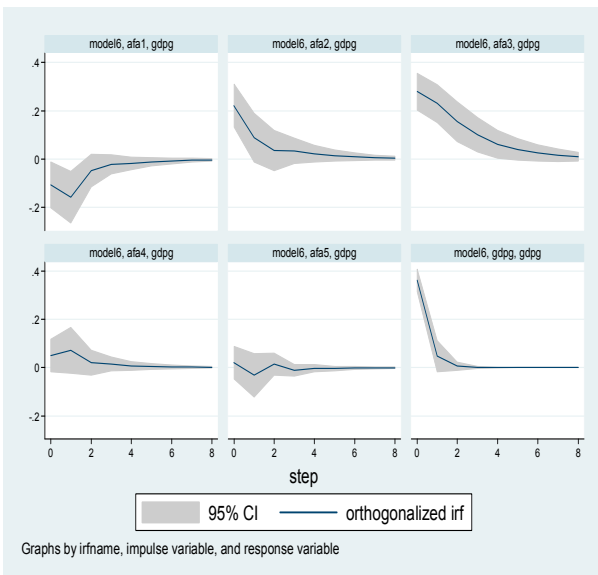 model6, afa1, gdpg
model6, afa2, gdpg
model6, afa3, gdpg
.4
.2
0
-.2
model6, afa4, gdpg
model6, afa5, gdpg
model6, gdpg, gdpg
.4
.2
0
-.2
0 2 4 6 8
0 2 4 6 8
0 2 4 6 8
step
95% CI
orthogonalized irf
Graphs by irfname, impulse variable, and response variable